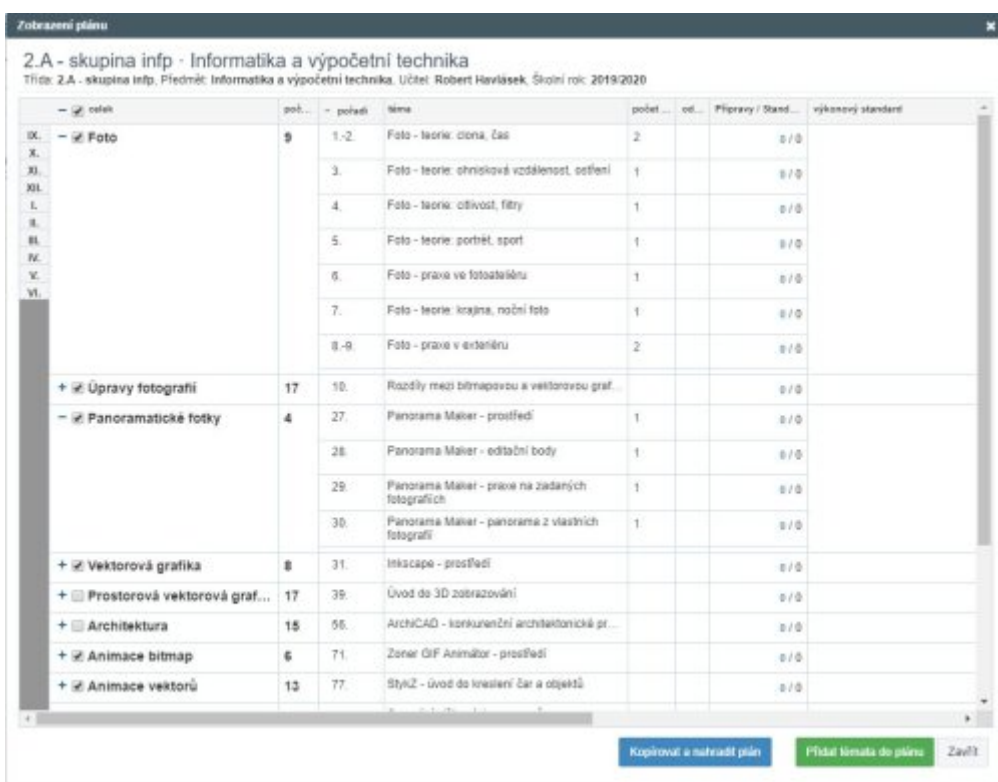 Zobrazení plánu
2.A - skupina infp · Informatika a výpočetní technika
Třída: 2.A - skupina infp, Předmět: Informatika a výpočetní technika, Učitel: Robert Havlásek, Školní rok: 2019/2020
celek poč... pořadí téma počet ... od... Přípravy / Stand... výkonový standard
IX.
X.
XI.
XII.
I.
II.
III.
IV.
V.
VI.
Foto 9 1.-2. Foto - teorie: clona, čas 2 0 / 0
3. Foto - teorie: ohnisková vzdálenost, ostření 1 0 / 0
4. Foto - teorie: citlivost, filtry 1 0 / 0
5. Foto - teorie: portrét, sport 1 0 / 0
6. Foto - praxe ve fotoateliéru 1 0 / 0
7. Foto - teorie: krajina, noční foto 1 0 / 0
8.-9. Foto - praxe v exteriéru 2 0 / 0
Úpravy fotografií 17 10. Rozdíly mezi bitmapovou a vektorovou graf... 0 / 0
Panoramatické fotky 4 27. Panorama Maker - prostředí 1 0 / 0
28. Panorama Maker - editační body 1 0 / 0
29. Panorama Maker - praxe na zadaných
fotografiích 1 0 / 0
30. Panorama Maker - panorama z vlastních
fotografií 1 0 / 0
Vektorová grafika 8 31. Inkscape - prostředí 0 / 0
Prostorová vektorová graf... 17 39. Úvod do 3D zobrazování 0 / 0
Architektura 15 56. ArchiCAD - konkurenční architektonické pr... 0 / 0
Animace bitmap 6 71. Zoner GIF Animátor - prostředí 0 / 0
Animace vektorů 13 77. StykZ - úvod do kreslení čar a objektů 0 / 0
Kopírovat a nahradit plán Přidat témata do plánu Zavřít